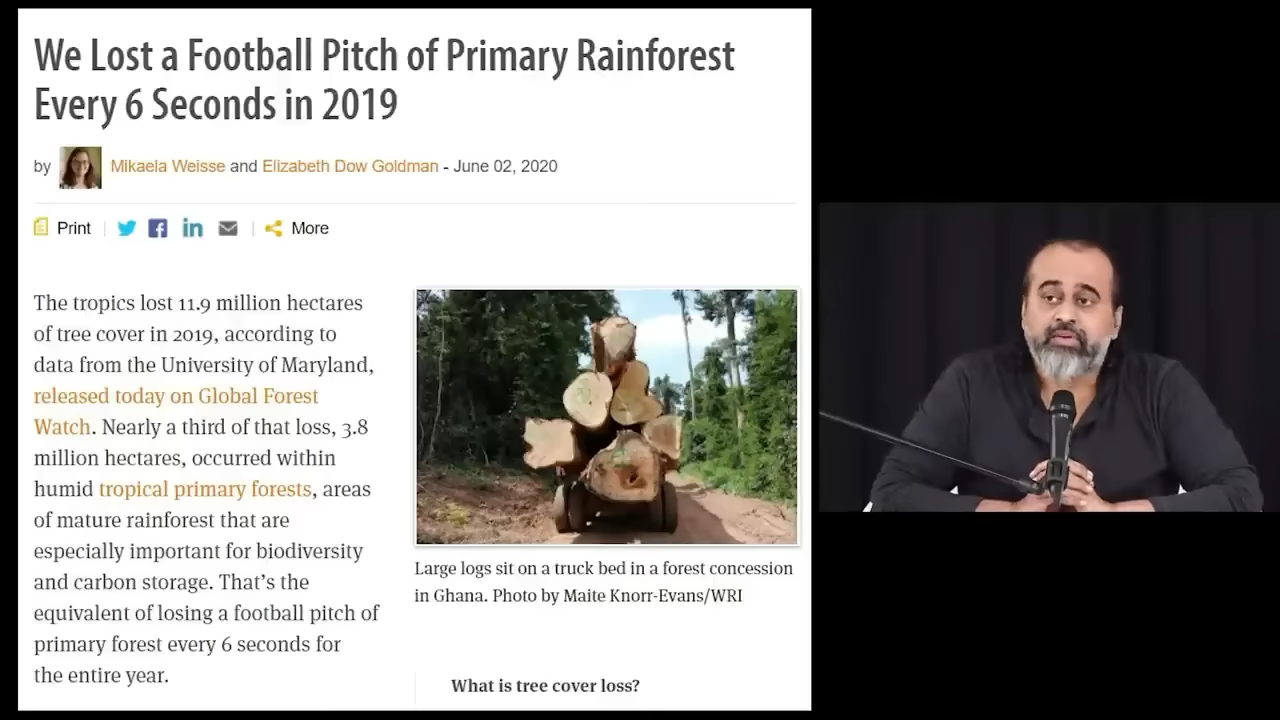 We Lost a Football Pitch of Primary Rainforest
Every 6 Seconds in 2019
by Mikaela Weisse and Elizabeth Dow Goldman - June 02, 2020
Print | | More
The tropics lost 11.9 million hectares
of tree cover in 2019, according to
data from the University of Maryland,
released today on Global Forest
Watch. Nearly a third of that loss, 3.8
million hectares, occurred within
humid tropical primary forests, areas
of mature rainforest that are
especially important for biodiversity
and carbon storage. That’s the
equivalent of losing a football pitch of
primary forest every 6 seconds for
the entire year.
Large logs sit on a truck bed in a forest concession
in Ghana. Photo by Maite Knorr-Evans/WRI
What is tree cover loss?